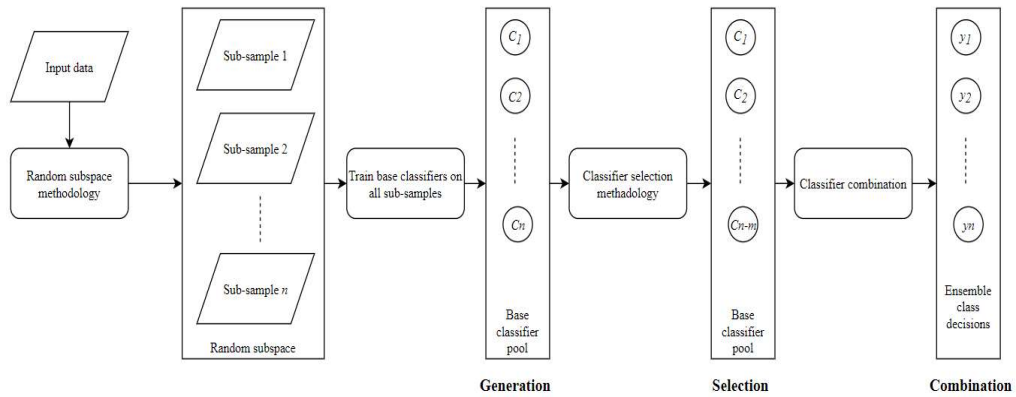 Input data
Random subspace
methodology
Sub-sample 1
Sub-sample 2
Sub-sample n
Random subspace
Train base classifiers on
all sub-samples
C1
C2
Cn
Base
classifier
pool
Generation
Classifier selection
methadology
C1
C2
Cn-m
Base
classifier
pool
Selection
Classifier combination
y1
y2
yn
Ensemble
class
decisions
Combination